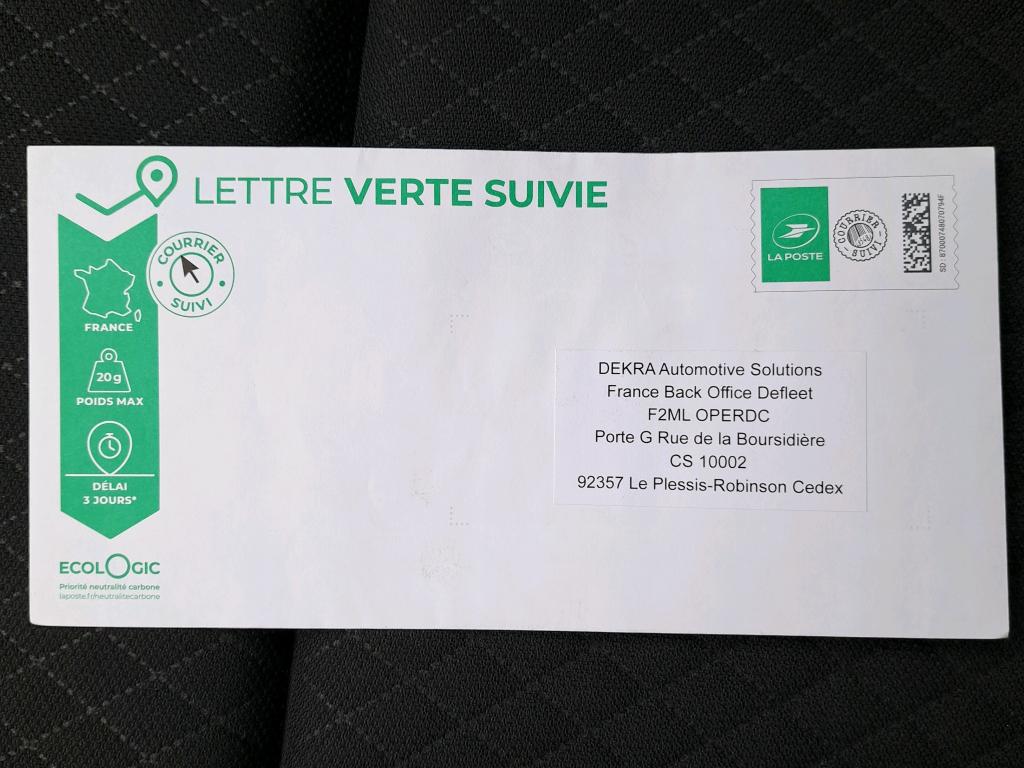 LETTRE VERTE SUIVIE
COURRIER
SUIVI
FRANCE
20g
POIDS MAX
DÉLAI
3 JOURS*
ECOLOGIC
Priorité neutralité carbone
laposte.fr/neutralitecarbone
LA POSTE
COURRIER
SUIVI
SD : 87000748070794F
DEKRA Automotive Solutions
France Back Office Defleet
F2ML OPERDC
Porte G Rue de la Boursidière
CS 10002
92357 Le Plessis-Robinson Cedex